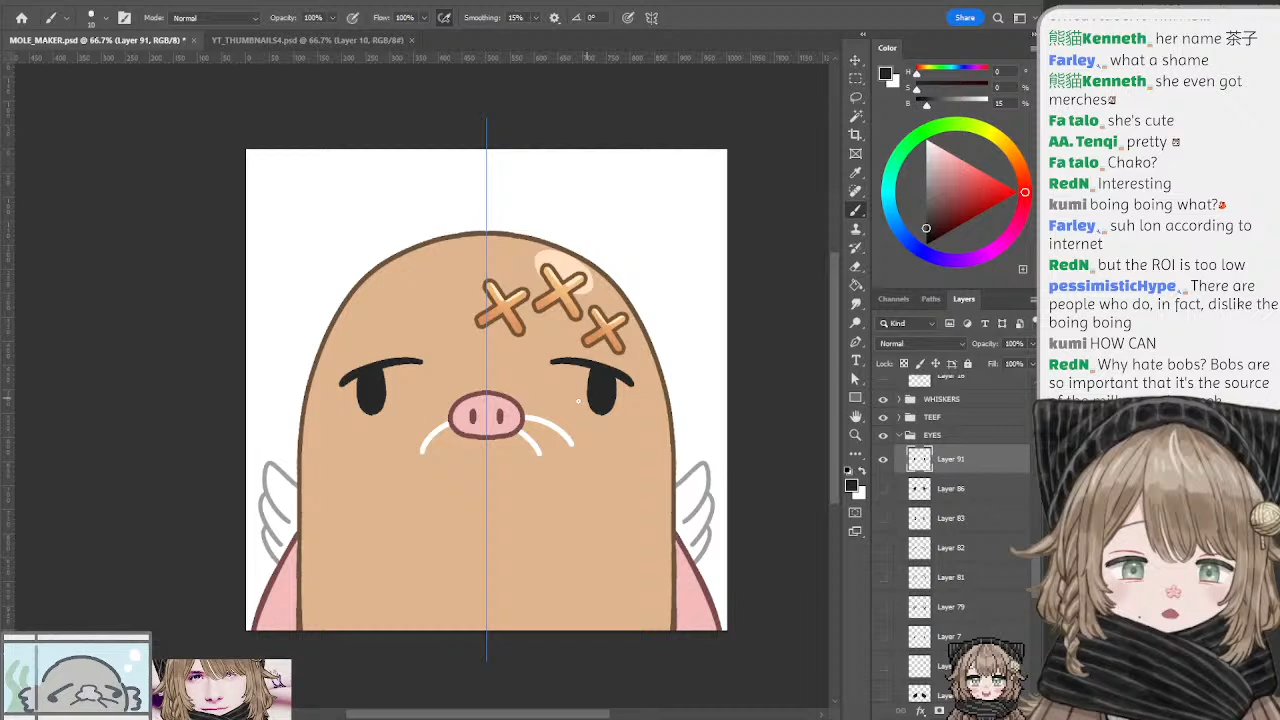 10
Mode: Normal
Opacity: 100%
Flow: 100%
Smoothing: 15%
0°
Share
MOLE_MAKER.psd @ 66.7% (Layer 91, RGB/8) * ×
YT_THUMBNAILS4.psd @ 66.7% (Layer 10, RGB/8#) ×
Color
H 0 °
S 0 %
B 15 %
Channels Paths Layers
Kind
Normal Opacity: 100%
Lock: Fill: 100%
WHISKERS
TEEF
EYES
Layer 91
Layer 86
Layer 83
Layer 82
Layer 81
Layer 79
Layer 7
fx
熊貓Kenneth her name 茶子
Farley what a shame
熊貓Kenneth she even got
merches
Fa talo she's cute
AA. Tenqi pretty
Fa talo Chako?
RedN Interesting
kumi boing boing what?
Farley suh lon according to
internet
RedN but the ROI is too low
pessimisticHype There are
people who do, in fact, dislike the
boing boing
kumi HOW CAN
RedN Why hate bobs? Bobs are
so important that its the source